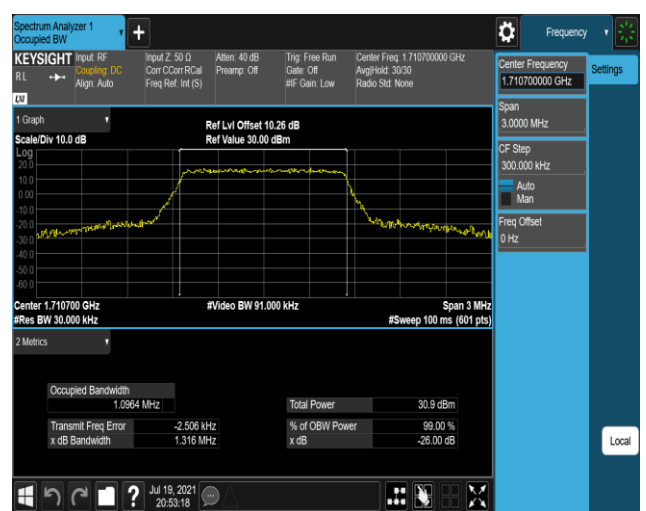 Spectrum Analyzer 1
Occupied BW
Frequency
KEYSIGHT
RL
LXI
Input: RF
Coupling: DC
Align: Auto
Input Z: 50 Ω
Corr CCorr RCal
Freq Ref: Int (S)
Atten: 40 dB
Preamp: Off
Trig: Free Run
Gate: Off
#IF Gain: Low
Center Freq: 1.710700000 GHz
Avg|Hold: 30/30
Radio Std: None
Center Frequency
1.710700000 GHz
Settings
Span
3.0000 MHz
CF Step
300.000 kHz
Auto
Man
Freq Offset
0 Hz
1 Graph
Scale/Div 10.0 dB
Ref Lvl Offset 10.26 dB
Ref Value 30.00 dBm
Log
20.0
10.0
0.00
-10.0
-20.0
-30.0
-40.0
-50.0
-60.0
Center 1.710700 GHz
#Video BW 91.000 kHz
Span 3 MHz
#Res BW 30.000 kHz
#Sweep 100 ms (601 pts)
2 Metrics
Occupied Bandwidth
1.0964 MHz
Total Power 30.9 dBm
Transmit Freq Error -2.506 kHz
% of OBW Power 99.00 %
x dB Bandwidth 1.316 MHz
x dB -26.00 dB
Local
?
Jul 19, 2021
20:53:18